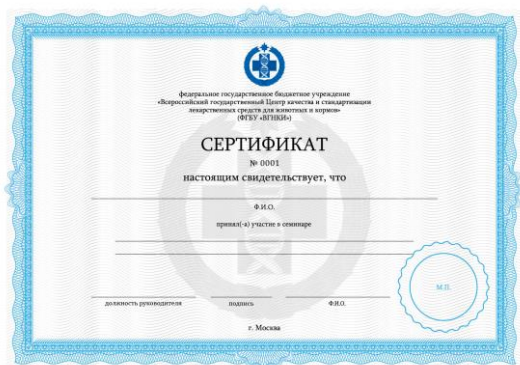 федеральное государственное бюджетное учреждение
«Всероссийский государственный Центр качества и стандартизации
лекарственных средств для животных и кормов»
(ФГБУ «ВГНКИ»)
СЕРТИФИКАТ
№ 0001
настоящим свидетельствует, что
Ф.И.О.
принял(-а) участие в семинаре
М.П.
должность руководителя подпись Ф.И.О.
г. Москва